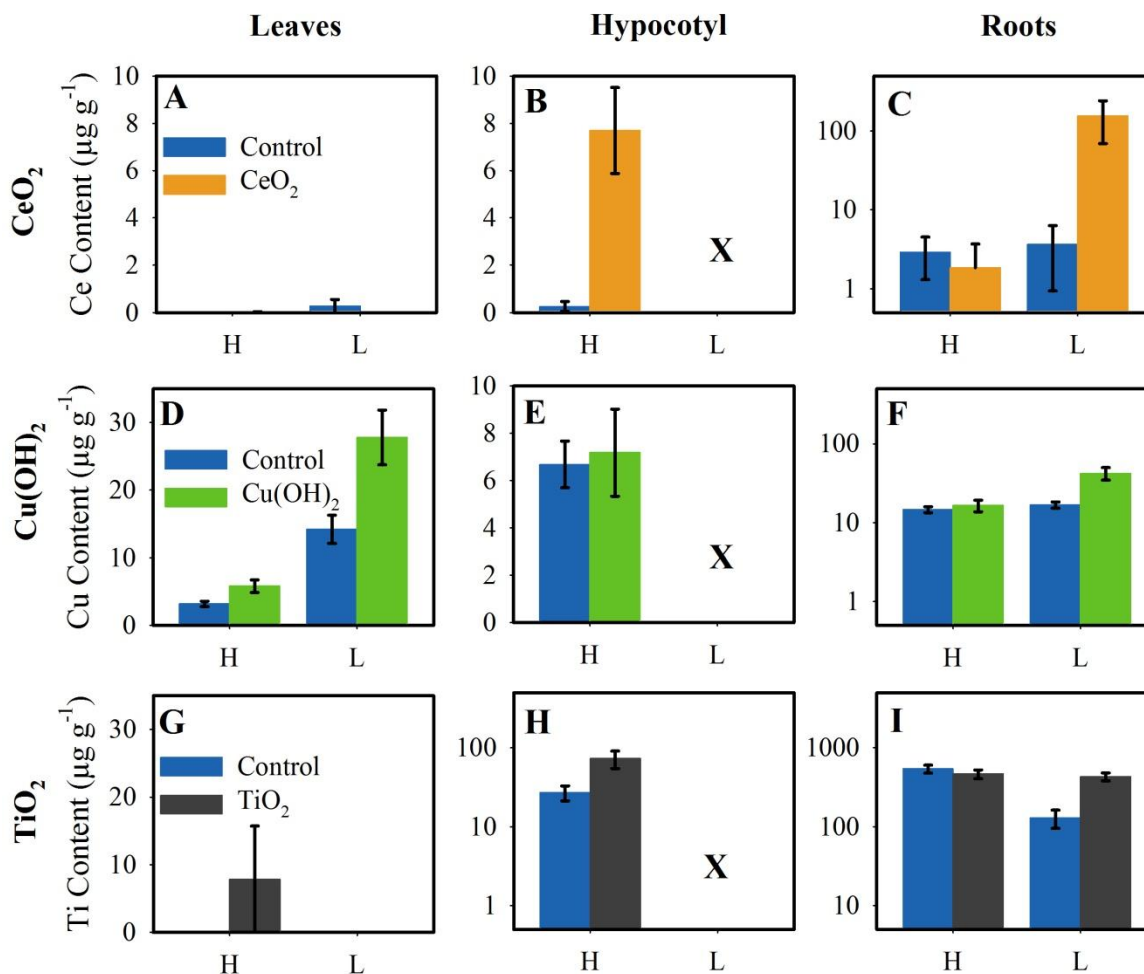 Leaves Hypocotyl Roots
CeO₂
Ce Content (µg g⁻¹)
A
10
8
6
4
2
0
Control
CeO₂
H L
B
10
8
6
4
2
0
X
H L
C
100
10
1
H L
Cu(OH)₂
Cu Content (µg g⁻¹)
D
30
20
10
0
Control
Cu(OH)₂
H L
E
10
8
6
4
2
0
X
H L
F
100
10
1
H L
TiO₂
Ti Content (µg g⁻¹)
G
30
20
10
0
Control
TiO₂
H L
H
100
10
1
X
H L
I
1000
100
10
H L